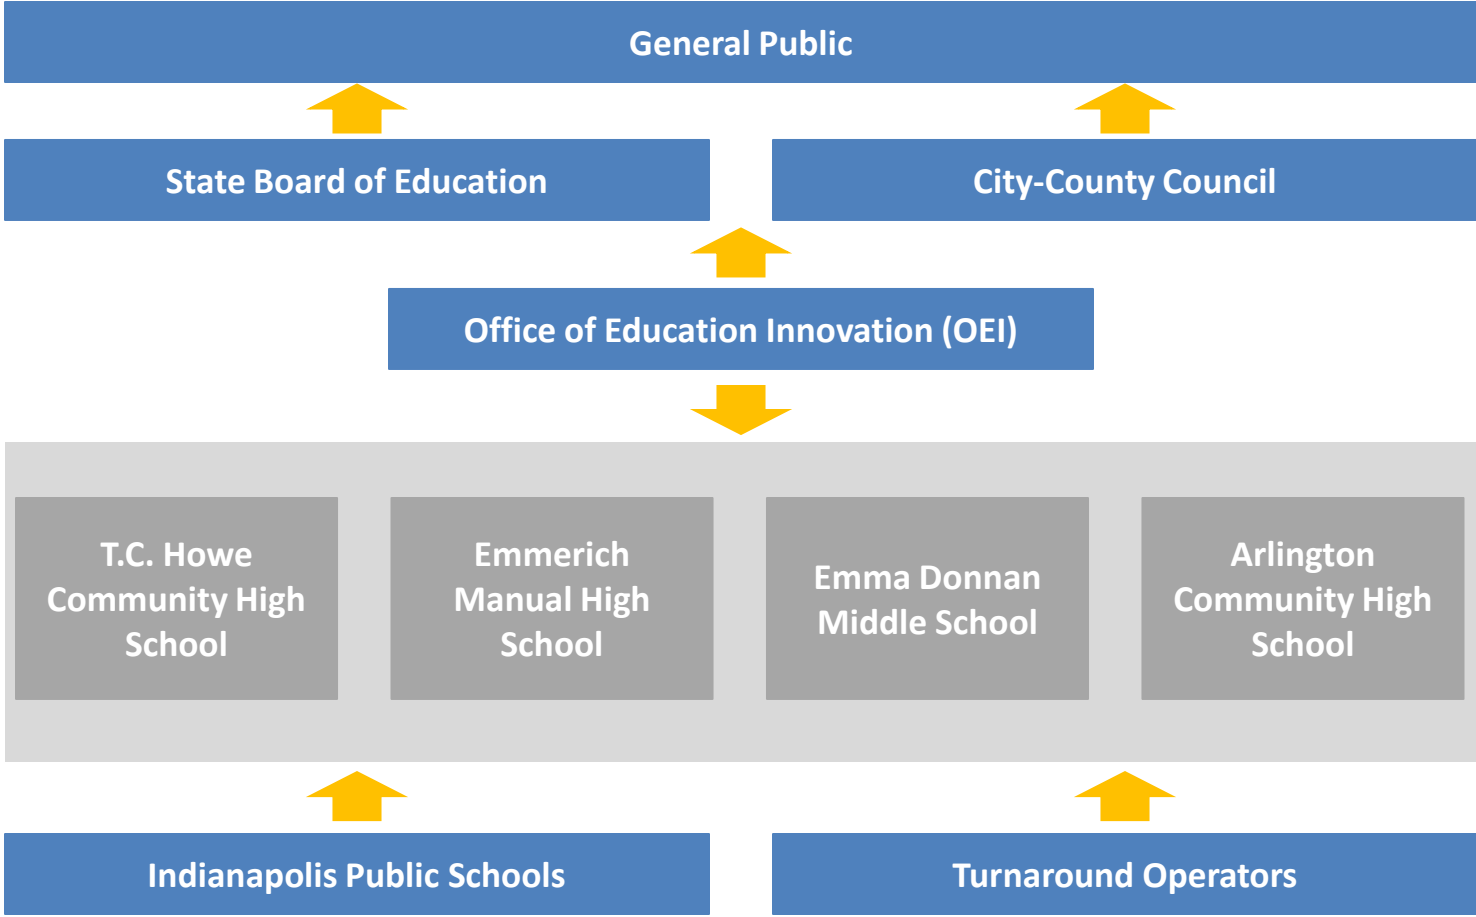 General Public
State Board of Education
City-County Council
Office of Education Innovation (OEI)
T.C. Howe
Community High
School
Emmerich
Manual High
School
Emma Donnan
Middle School
Arlington
Community High
School
Indianapolis Public Schools
Turnaround Operators